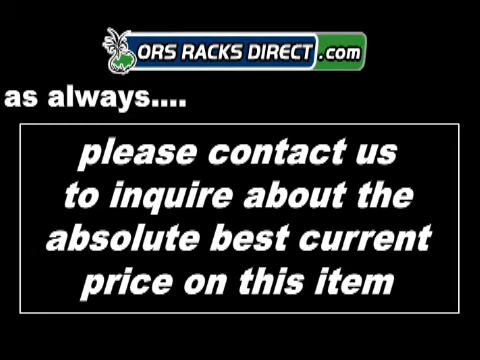 ORS RACKS DIRECT.com
as always....
please contact us
to inquire about the
absolute best current
price on this item